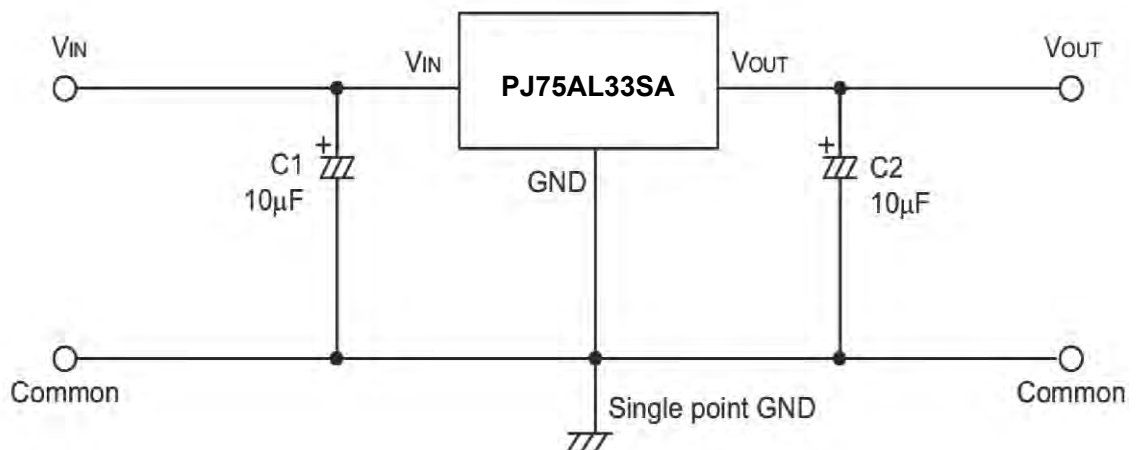 VIN
VIN
PJ75AL33SA
VOUT
VOUT
+
C1
10μF
GND
+
C2
10μF
Common
Single point GND
Common